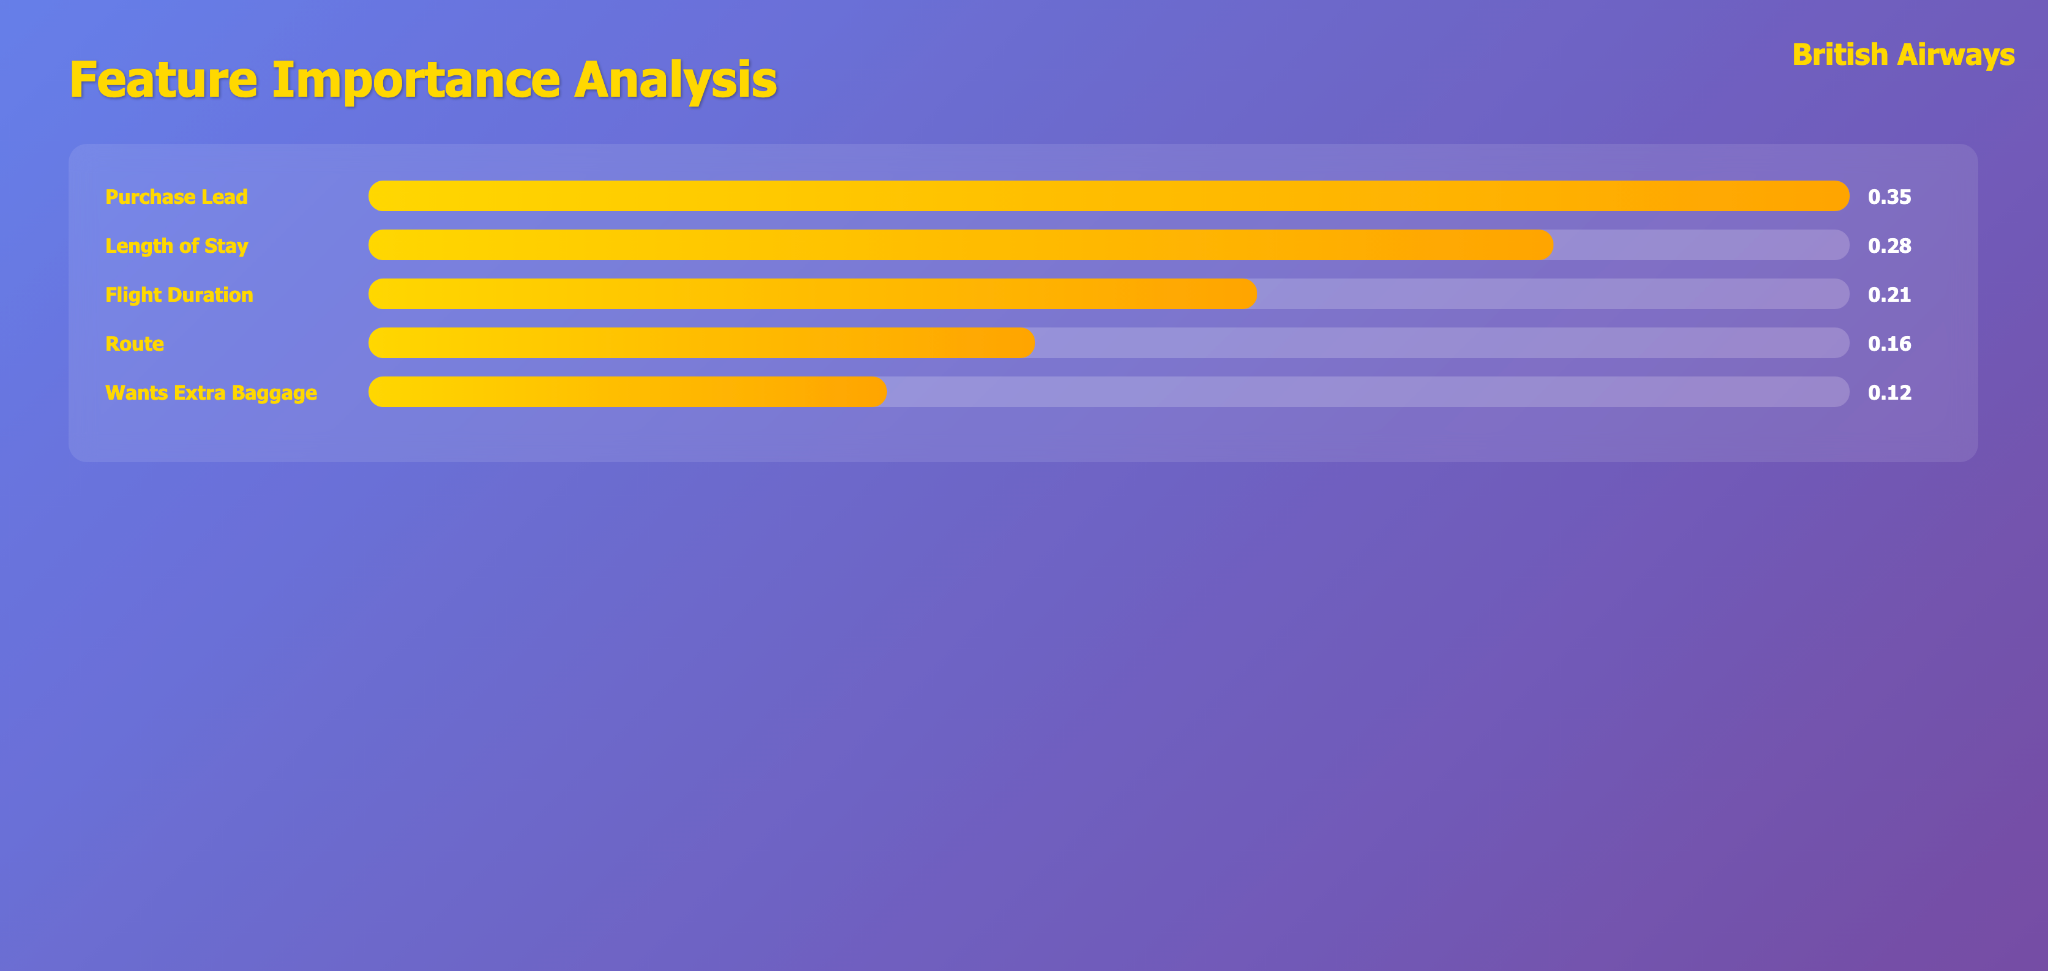 British Airways
Feature Importance Analysis
Purchase Lead 0.35
Length of Stay 0.28
Flight Duration 0.21
Route 0.16
Wants Extra Baggage 0.12